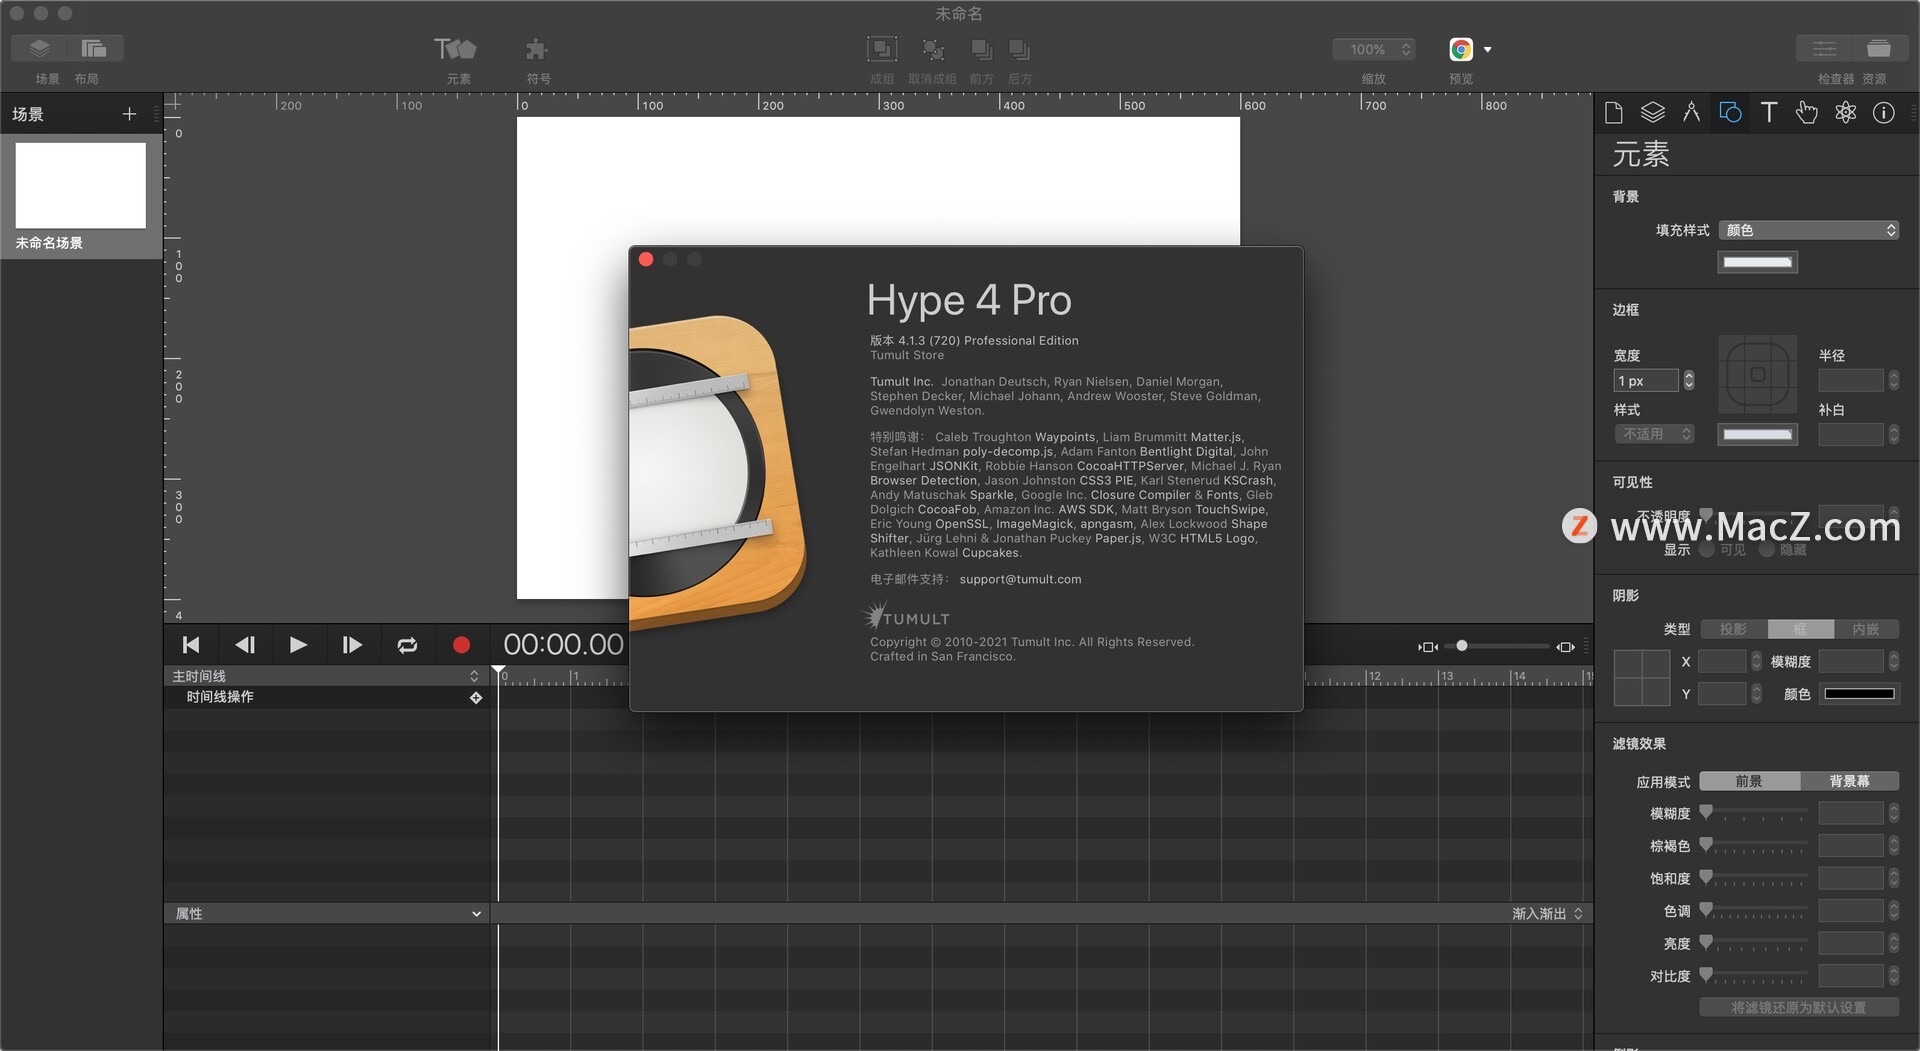 未命名
场景 布局
元素
符号
成组 取消成组 前方 后方
100%
缩放
预览
检查器 资源
场景
未命名场景
200 100 0 100 200 300 400 500 600 700 800
0
100
200
300
4
Hype 4 Pro
版本 4.1.3 (720) Professional Edition
Tumult Store
Tumult Inc. Jonathan Deutsch, Ryan Nielsen, Daniel Morgan,
Stephen Decker, Michael Johann, Andrew Wooster, Steve Goldman,
Gwendolyn Weston.
特别鸣谢： Caleb Troughton Waypoints, Liam Brummitt Matter.js,
Stefan Hedman poly-decomp.js, Adam Fanton Bentlight Digital, John
Engelhart JSONKit, Robbie Hanson CocoaHTTPServer, Michael J. Ryan
Browser Detection, Jason Johnston CSS3 PIE, Karl Stenerud KSCrash,
Andy Matuschak Sparkle, Google Inc. Closure Compiler & Fonts, Gleb
Dolgich CocoaFob, Amazon Inc. AWS SDK, Matt Bryson TouchSwipe,
Eric Young OpenSSL, ImageMagick, apngasm, Alex Lockwood Shape
Shifter, Jürg Lehni & Jonathan Puckey Paper.js, W3C HTML5 Logo,
Kathleen Kowal Cupcakes.
电子邮件支持： support@tumult.com
TUMULT
Copyright © 2010-2021 Tumult Inc. All Rights Reserved.
Crafted in San Francisco.
00:00.00
主时间线
时间线操作
0 1 12 13 14 15
属性
渐入渐出
元素
背景
填充样式 颜色
边框
宽度 半径
1 px
样式 补白
不适用
可见性
不透明度
Z www.MacZ.com
显示 可见 隐藏
阴影
类型 投影 框 内嵌
X 模糊度
Y 颜色
滤镜效果
应用模式 前景 背景幕
模糊度
棕褐色
饱和度
色调
亮度
对比度
将滤镜还原为默认设置